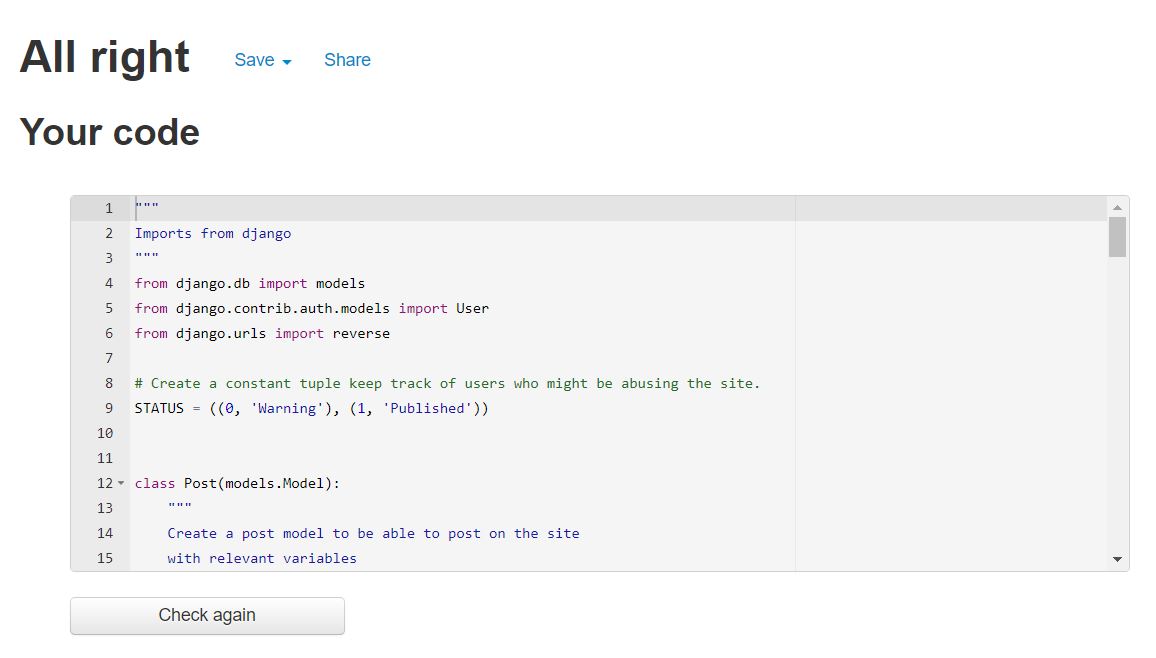 All right Save Share
Your code
1 """
2 Imports from django
3 """
4 from django.db import models
5 from django.contrib.auth.models import User
6 from django.urls import reverse
7
8 # Create a constant tuple keep track of users who might be abusing the site.
9 STATUS = ((0, 'Warning'), (1, 'Published'))
10
11
12 class Post(models.Model):
13     """
14     Create a post model to be able to post on the site
15     with relevant variables
Check again